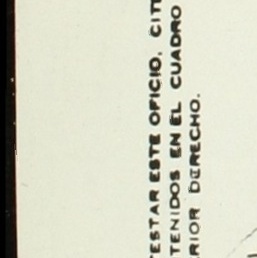 TESTAR ESTE OFICIO, CIT
TENIDOS EN EL CUADRO
RIOR DERECHO.